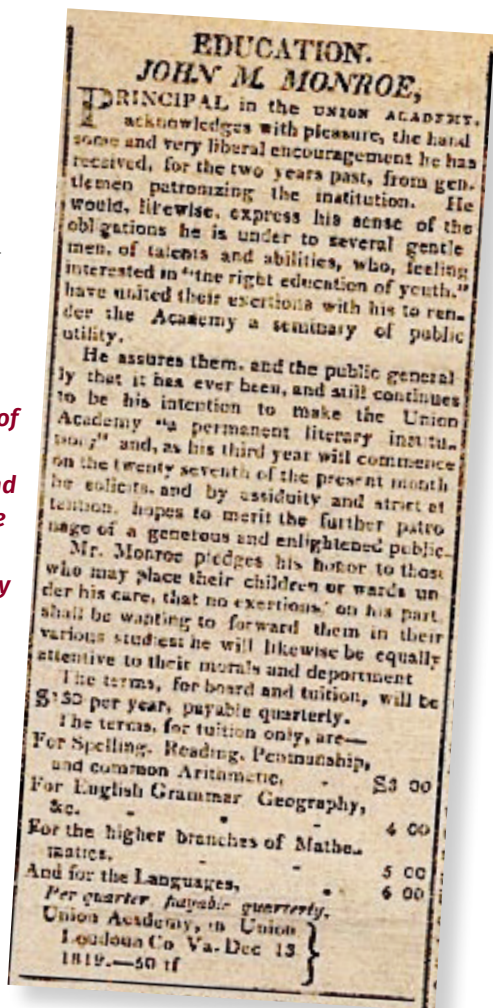 EDUCATION.
JOHN M. MONROE,
PRINCIPAL in the UNION ACADEMY,
acknowledges with pleasure, the hand
some and very liberal encouragement he has
received, for the two years past, from gen-
tlemen patronizing the institution. He
would, likewise, express his sense of the
obligations he is under to several gentle
men, of talents and abilities, who, feeling
interested in "the right education of youth."
have united their exertions with his to ren-
der the Academy a seminary of public
utility.
He assures them, and the public general
ly that it has ever been, and still continues
to be his intention to make the Union
Academy "a permanent literary institu-
tion;" and, as his third year will commence
on the twenty seventh of the present month
he solicits, and by assiduity and strict at
tention, hopes to merit the further patro
nage of a generous and enlightened public-
Mr. Monroe pledges his honor to those
who may place their children or wards un
der his care, that no exertions, on his part
shall be wanting to forward them in their
various studies: he will likewise be equally
attentive to their morals and deportment
The terms, for board and tuition, will be
per year, payable quarterly.
The terms, for tuition only, are—
For Spelling, Reading, Penmanship,
and common Arithmetic, - $3 00
For English Grammar Geography,
&c. - - - 4 00
For the higher branches of Mathe-
matics, - - 5 00
And for the Languages, - 6 00
Per quarter, payable quarterly.
Union Academy, in Union
Loudoun Co Va. Dec 13
1819.—50 tf
of
y